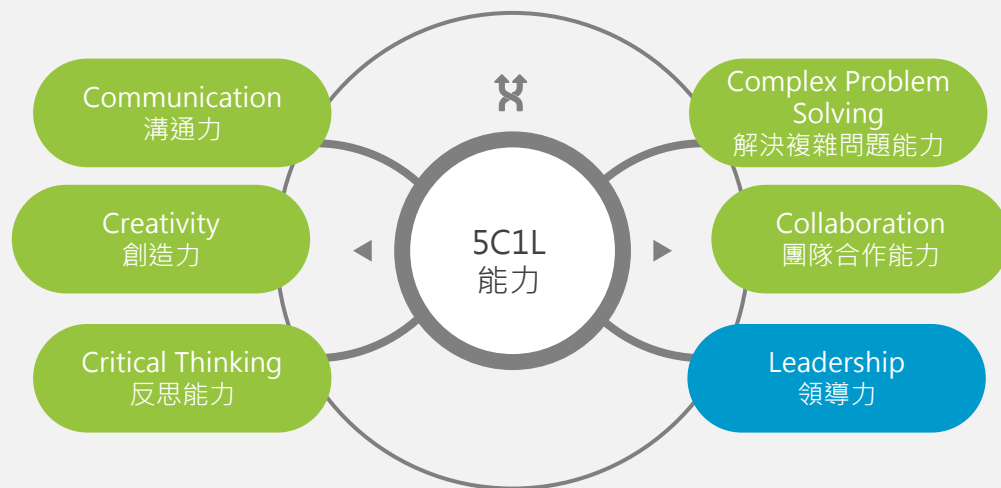 Communication
溝通力
Creativity
創造力
Critical Thinking
反思能力
5C1L
能力
Complex Problem
Solving
解決複雜問題能力
Collaboration
團隊合作能力
Leadership
領導力